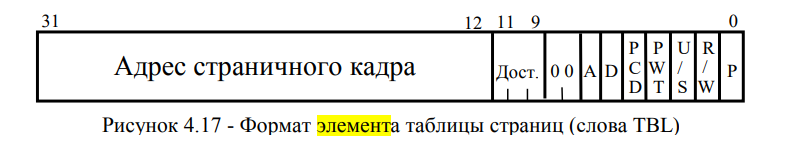 31 12 11 9 0
Адрес страничного кадра Дост. 0 0 A D PCD PWT U/S R/W P
Рисунок 4.17 - Формат элемента таблицы страниц (слова TBL)